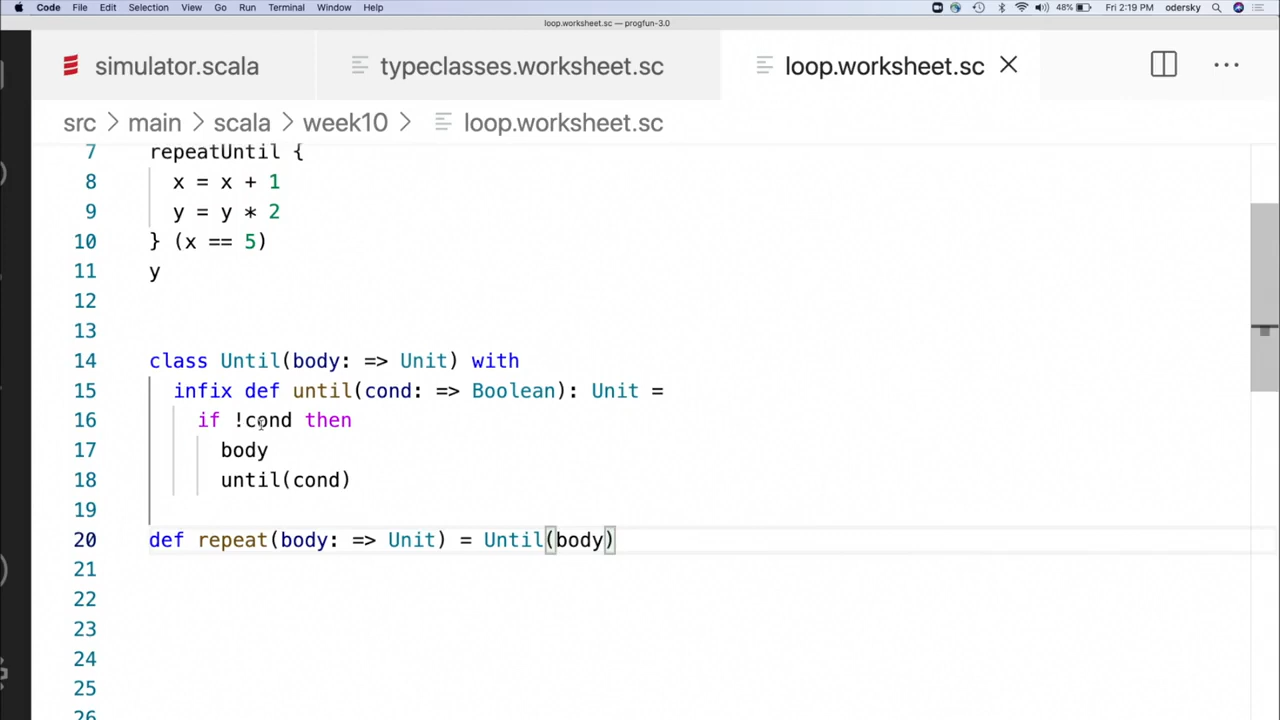 Code File Edit Selection View Go Run Terminal Window Help 48% Fri 2:19 PM odersky
loop.worksheet.sc — progfun-3.0
simulator.scala typeclasses.worksheet.sc loop.worksheet.sc
src main scala week10 loop.worksheet.sc
7 repeatUntil {
8 x = x + 1
9 y = y * 2
10 } (x == 5)
11 y
12
13
14 class Until(body: => Unit) with
15 infix def until(cond: => Boolean): Unit =
16 if !cond then
17 body
18 until(cond)
19
20 def repeat(body: => Unit) = Until(body)
21
22
23
24
25
26